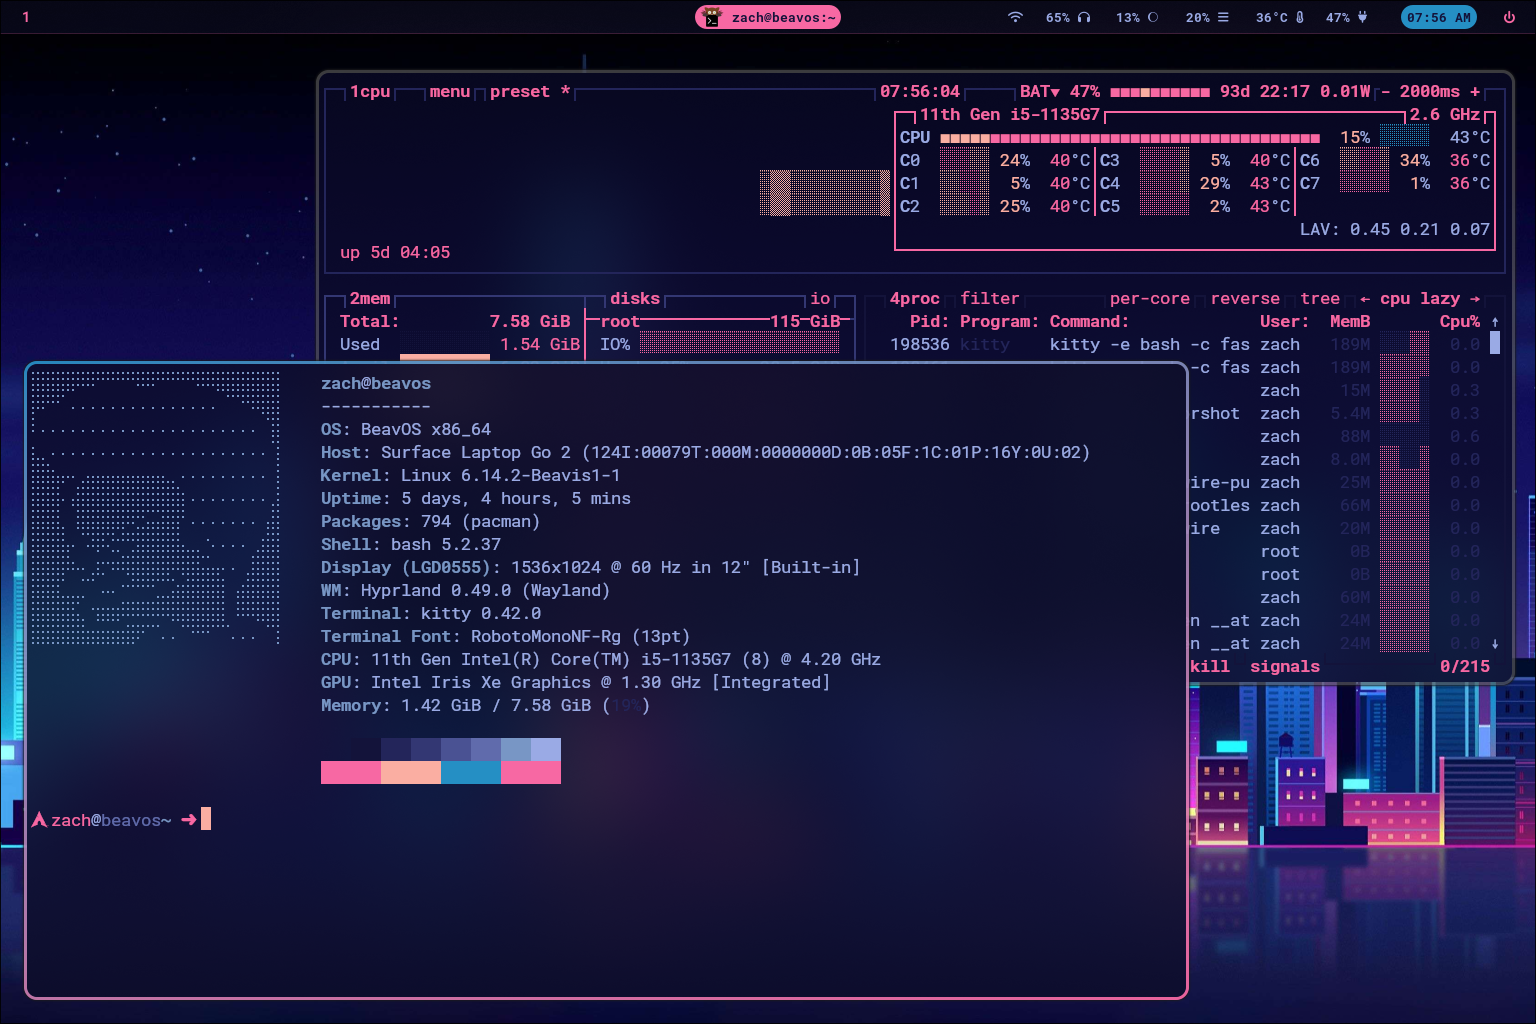 1
zach@beavos:~
65%
13%
20%
36°C
47%
07:56 AM
1cpu menu preset *
07:56:04 BAT▼ 47% 93d 22:17 0.01W - 2000ms +
11th Gen i5-1135G7 2.6 GHz
CPU 15% 43°C
C0 24% 40°C C3 5% 40°C C6 34% 36°C
C1 5% 40°C C4 29% 43°C C7 1% 36°C
C2 25% 40°C C5 2% 43°C
LAV: 0.45 0.21 0.07
up 5d 04:05
2mem disks io
Total: 7.58 GiB root 115 GiB
Used 1.54 GiB IO%
4proc filter per-core reverse tree ← cpu lazy →
Pid: Program: Command: User: MemB Cpu% ↑
198536 kitty kitty -e bash -c fas zach 189M 0.0
-c fas zach 189M 0.0
zach 15M 0.3
rshot zach 5.4M 0.3
zach 88M 0.6
zach 8.0M 0.0
ire-pu zach 25M 0.0
ootles zach 66M 0.0
ire zach 20M 0.0
root 0B 0.0
root 0B 0.0
zach 60M 0.0
n __at zach 24M 0.0
n __at zach 24M 0.0 ↓
kill signals 0/215
zach@beavos
-----------
OS: BeavOS x86_64
Host: Surface Laptop Go 2 (124I:00079T:000M:0000000D:0B:05F:1C:01P:16Y:0U:02)
Kernel: Linux 6.14.2-Beavis1-1
Uptime: 5 days, 4 hours, 5 mins
Packages: 794 (pacman)
Shell: bash 5.2.37
Display (LGD0555): 1536x1024 @ 60 Hz in 12" [Built-in]
WM: Hyprland 0.49.0 (Wayland)
Terminal: kitty 0.42.0
Terminal Font: RobotoMonoNF-Rg (13pt)
CPU: 11th Gen Intel(R) Core(TM) i5-1135G7 (8) @ 4.20 GHz
GPU: Intel Iris Xe Graphics @ 1.30 GHz [Integrated]
Memory: 1.42 GiB / 7.58 GiB (19%)
zach@beavos~ ➜